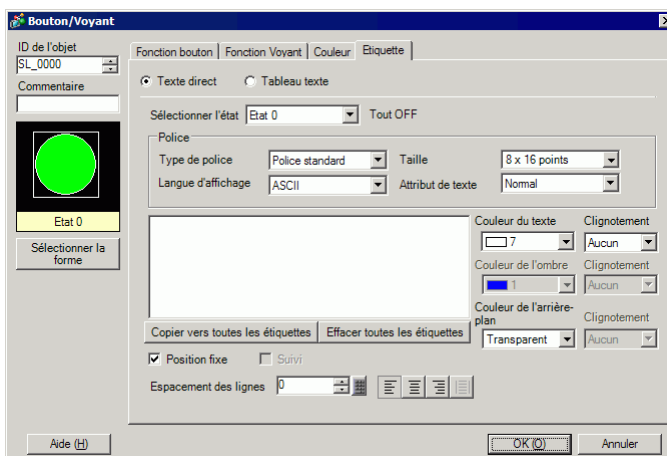 Bouton/Voyant
ID de l'objet
SL_0000
Commentaire
Etat 0
Sélectionner la
forme
Fonction bouton Fonction Voyant Couleur Etiquette
Texte direct Tableau texte
Sélectionner l'état Etat 0 Tout OFF
Police
Type de police Police standard Taille 8 x 16 points
Langue d'affichage ASCII Attribut de texte Normal
Couleur du texte Clignotement
7 Aucun
Couleur de l'ombre Clignotement
1 Aucun
Couleur de l'arrière-
plan Clignotement
Transparent Aucun
Copier vers toutes les étiquettes Effacer toutes les étiquettes
Position fixe Suivi
Espacement des lignes 0
Aide (H) OK (O) Annuler